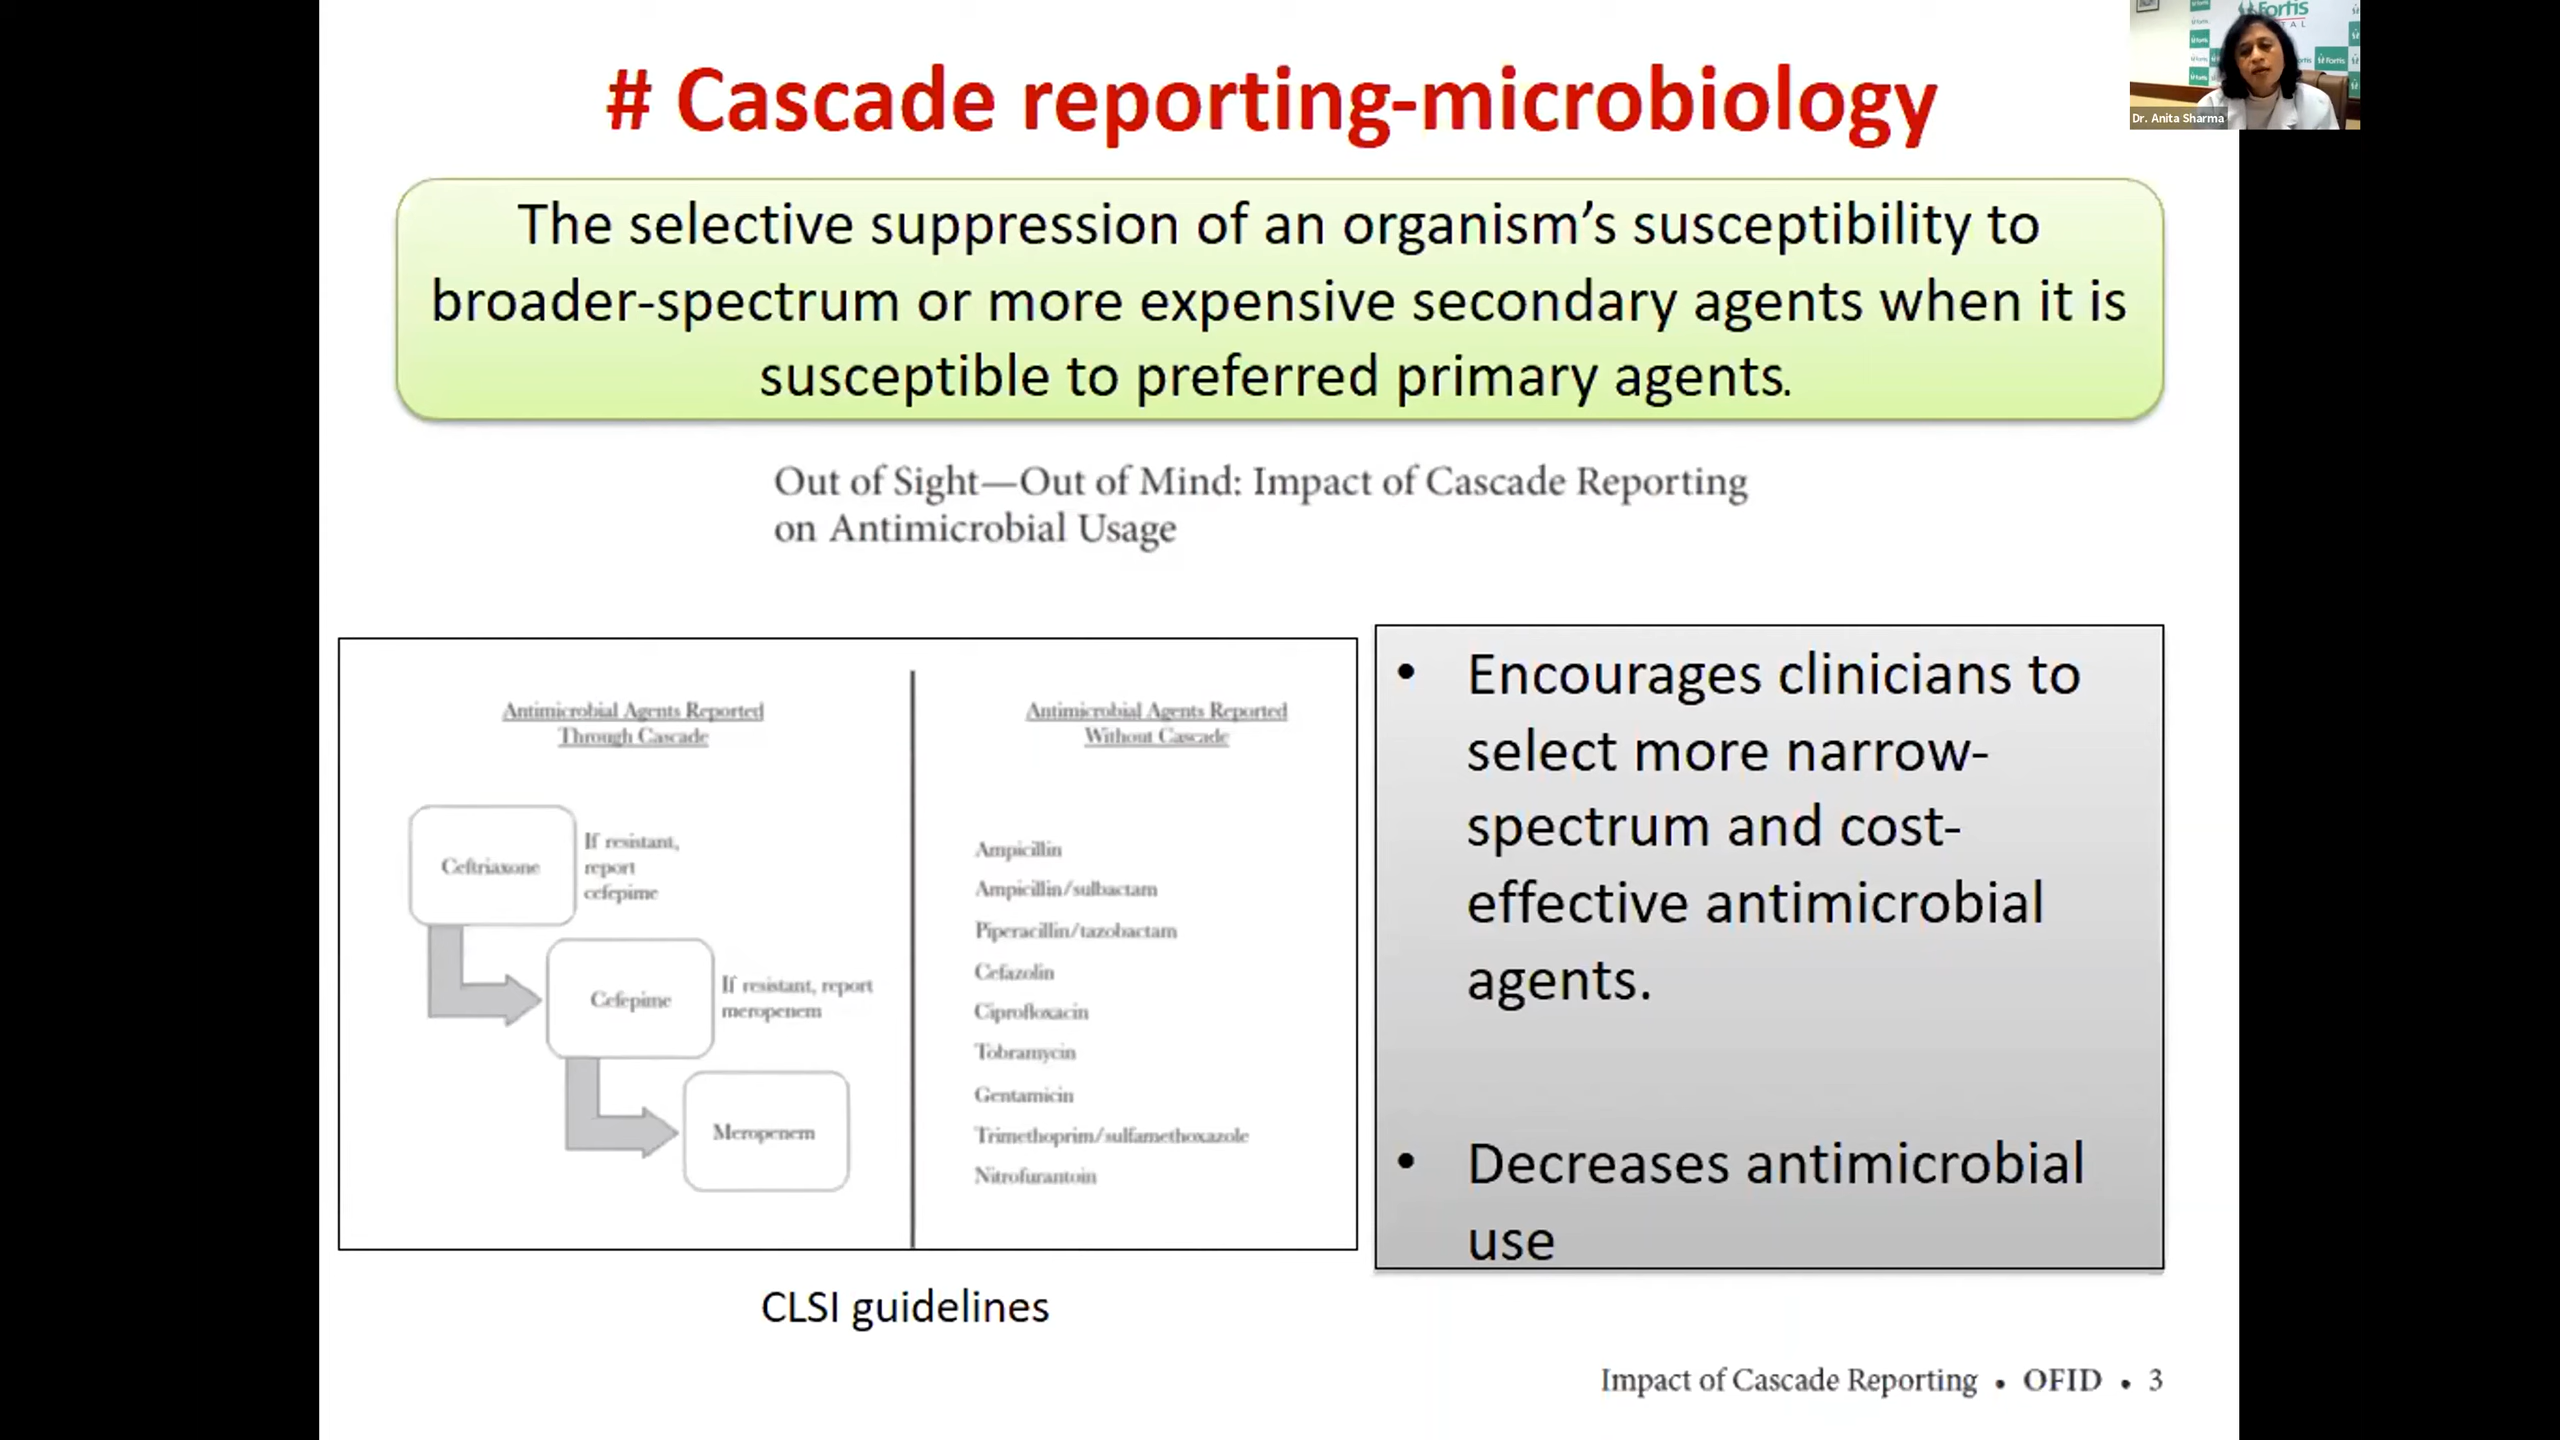 # Cascade reporting-microbiology
Fortis
Dr. Anita Sharma
The selective suppression of an organism’s susceptibility to
broader-spectrum or more expensive secondary agents when it is
susceptible to preferred primary agents.
Out of Sight—Out of Mind: Impact of Cascade Reporting
on Antimicrobial Usage
Antimicrobial Agents Reported
Through Cascade
Ceftriaxone
If resistant,
report
cefepime
Cefepime
If resistant, report
meropenem
Meropenem
Antimicrobial Agents Reported
Without Cascade
Ampicillin
Ampicillin/sulbactam
Piperacillin/tazobactam
Cefazolin
Ciprofloxacin
Tobramycin
Gentamicin
Trimethoprim/sulfamethoxazole
Nitrofurantoin
• Encourages clinicians to
select more narrow-
spectrum and cost-
effective antimicrobial
agents.
• Decreases antimicrobial
use
CLSI guidelines
Impact of Cascade Reporting • OFID • 3